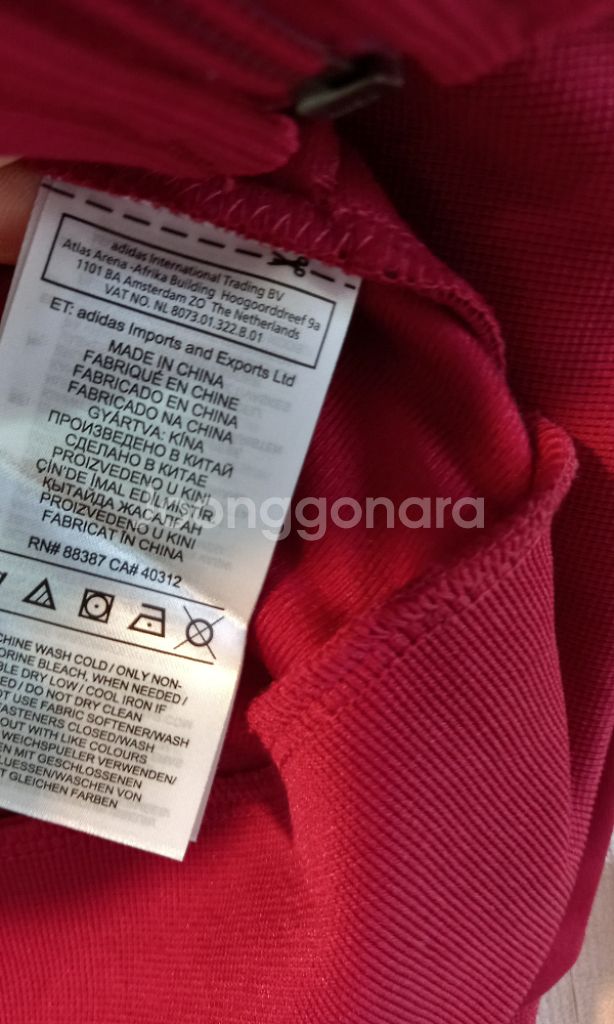 adidas International Trading BV
Atlas Arena -Afrika Building Hoogoorddreef 9a
1101 BA Amsterdam ZO The Netherlands
VAT NO. NL 8073.01.322.B.01
ET: adidas Imports and Exports Ltd
MADE IN CHINA
FABRIQUÉ EN CHINE
FABRICADO EN CHINA
FABRICADO NA CHINA
GYÁRTVA: KÍNA
ПРОИЗВЕДЕНО В КИТАЙ
СДЕЛАНО В КИТАЕ
PROIZVEDENO U KINI
ÇİN'DE İMAL EDİLMİŞTİR
ҚЫТАЙДА ЖАСАЛҒАН
PROIZVEDENO U KINI
FABRICAT ÎN CHINA
RN# 88387 CA# 40312
CHINE WASH COLD / ONLY NON-
ORINE BLEACH, WHEN NEEDED /
BLE DRY LOW / COOL IRON IF
ED / DO NOT DRY CLEAN
OT USE FABRIC SOFTENER/WASH
FASTENERS CLOSED/WASH
OUT WITH LIKE COLOURS
WEICHSPUELER VERWENDEN/
EN MIT GESCHLOSSENEN
LUESSEN/WASCHEN VON
T GLEICHEN FARBEN
onggonara